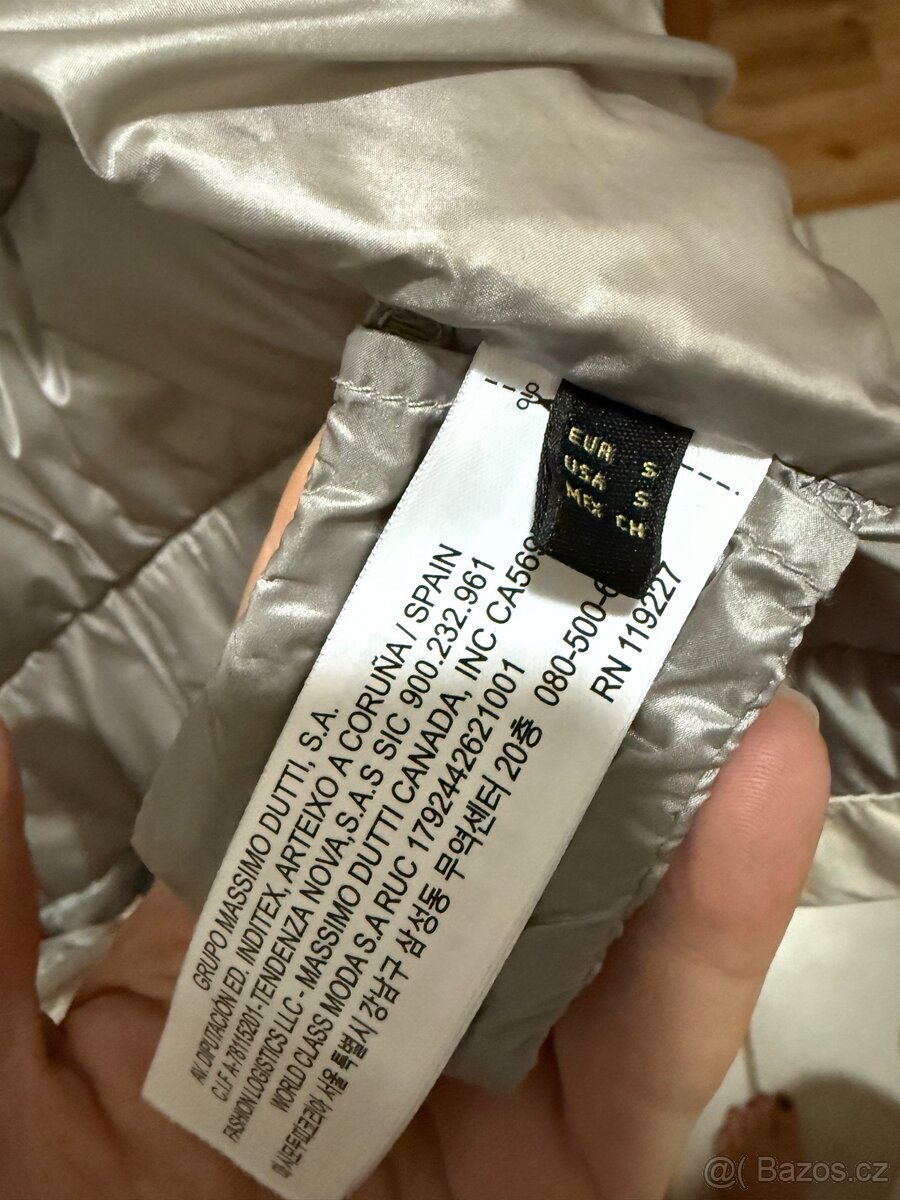 EUR S
USA S
MEX CH
GRUPO MASSIMO DUTTI, S.A.
AV. DIPUTACIÓN ED. INDITEX, ARTEIXO A CORUÑA / SPAIN
C.I.F. A-78115201-TENDENZA NOVA,S.A.S SIC 900.232.961
FASHION LOGISTICS LLC - MASSIMO DUTTI CANADA, INC CA569
WORLD CLASS MODA S.A RUC 1792442621001
서울 특별시 강남구 삼성동 무역센터 20층 080-500-6
RN 119227
@( Bazos.cz